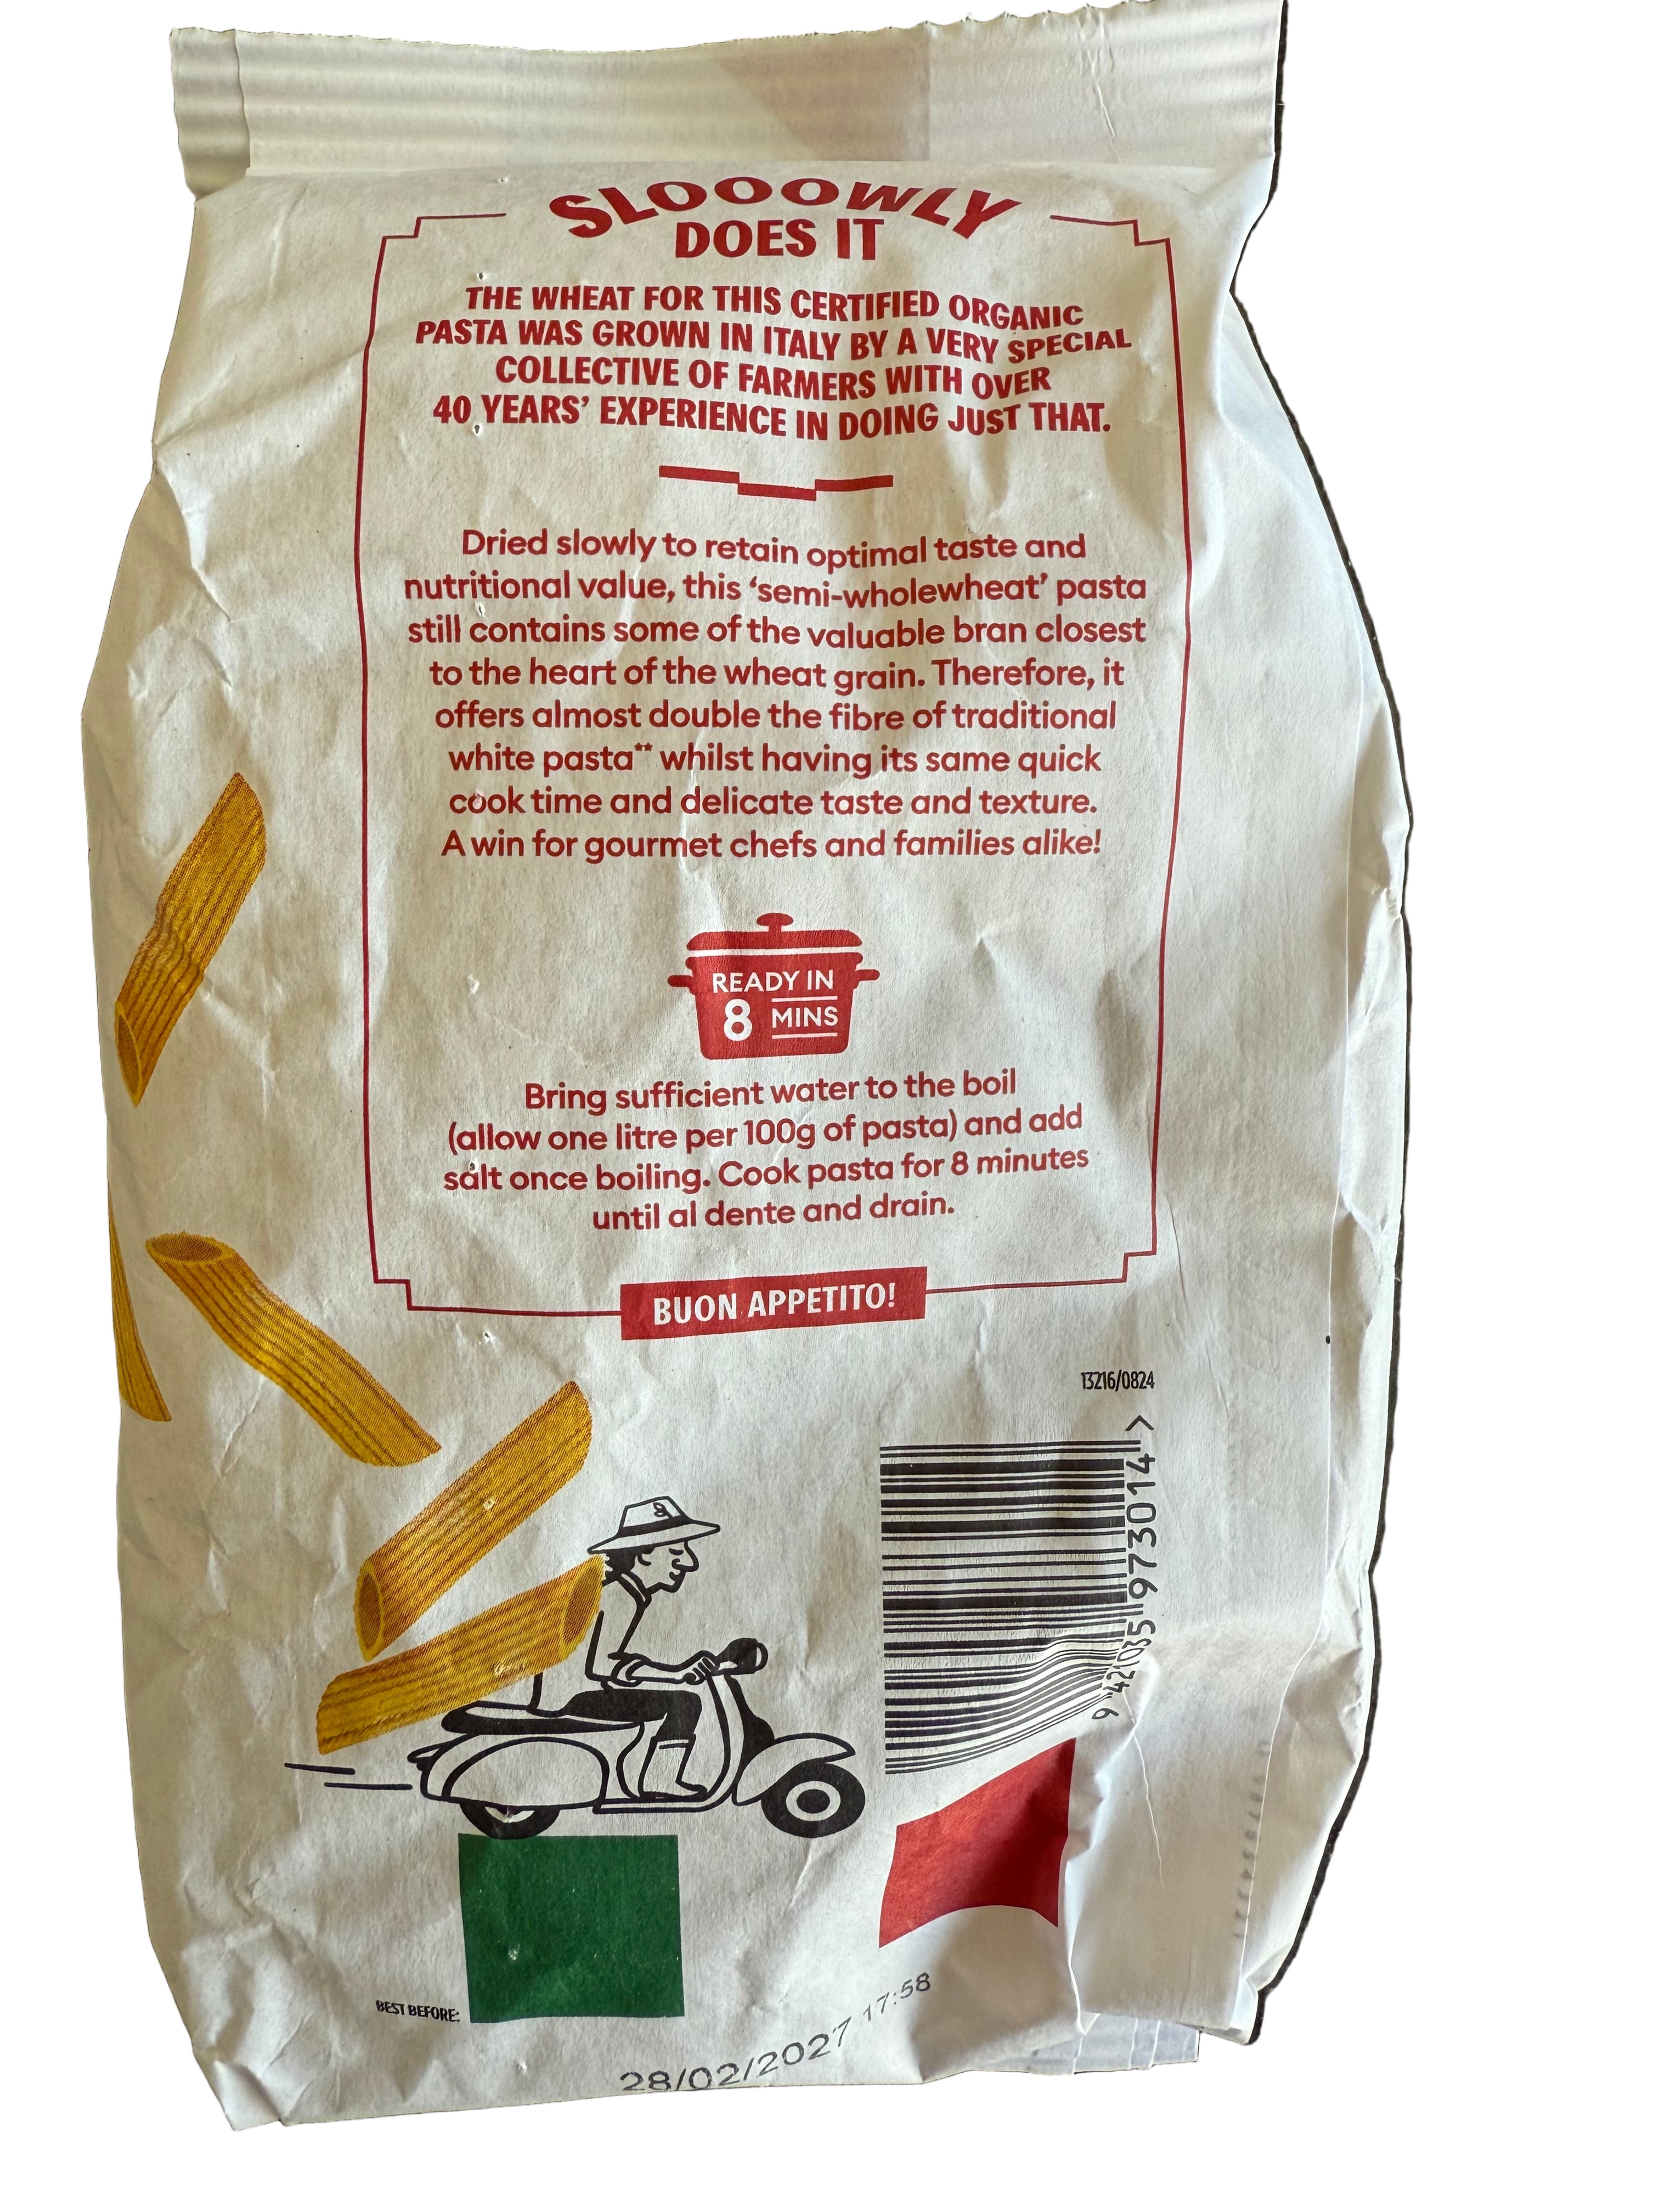 SLOOOWLY
DOES IT
THE WHEAT FOR THIS CERTIFIED ORGANIC
PASTA WAS GROWN IN ITALY BY A VERY SPECIAL
COLLECTIVE OF FARMERS WITH OVER
40 YEARS' EXPERIENCE IN DOING JUST THAT.
Dried slowly to retain optimal taste and
nutritional value, this ‘semi-wholewheat’ pasta
still contains some of the valuable bran closest
to the heart of the wheat grain. Therefore, it
offers almost double the fibre of traditional
white pasta** whilst having its same quick
cook time and delicate taste and texture.
A win for gourmet chefs and families alike!
READY IN
8 MINS
Bring sufficient water to the boil
(allow one litre per 100g of pasta) and add
salt once boiling. Cook pasta for 8 minutes
until al dente and drain.
BUON APPETITO!
13216/0824
9 421035 973014 >
BEST BEFORE:
28/02/2027 17:58